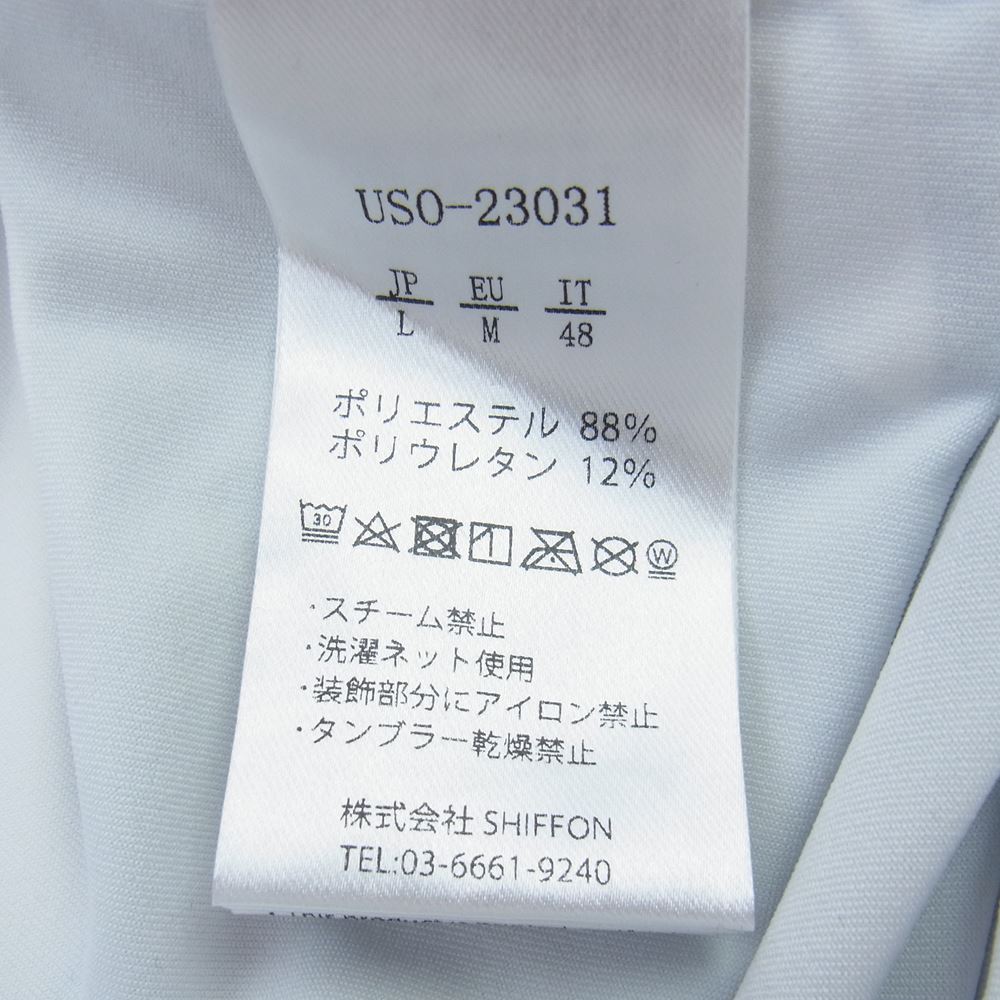 USO-23031
JP EU IT
L M 48
ポリエステル 88%
ポリウレタン 12%
30 W
・スチーム禁止
・洗濯ネット使用
・装飾部分にアイロン禁止
・タンブラー乾燥禁止
株式会社 SHIFFON
TEL:03-6661-9240